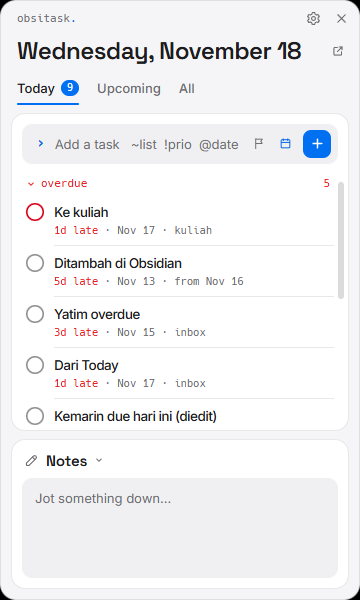 obsitask.
Wednesday, November 18
Today 9 Upcoming All
Add a task ~list !prio @date
overdue 5
Ke kuliah
1d late · Nov 17 · kuliah
Ditambah di Obsidian
5d late · Nov 13 · from Nov 16
Yatim overdue
3d late · Nov 15 · inbox
Dari Today
1d late · Nov 17 · inbox
Kemarin due hari ini (diedit)
Notes
Jot something down...